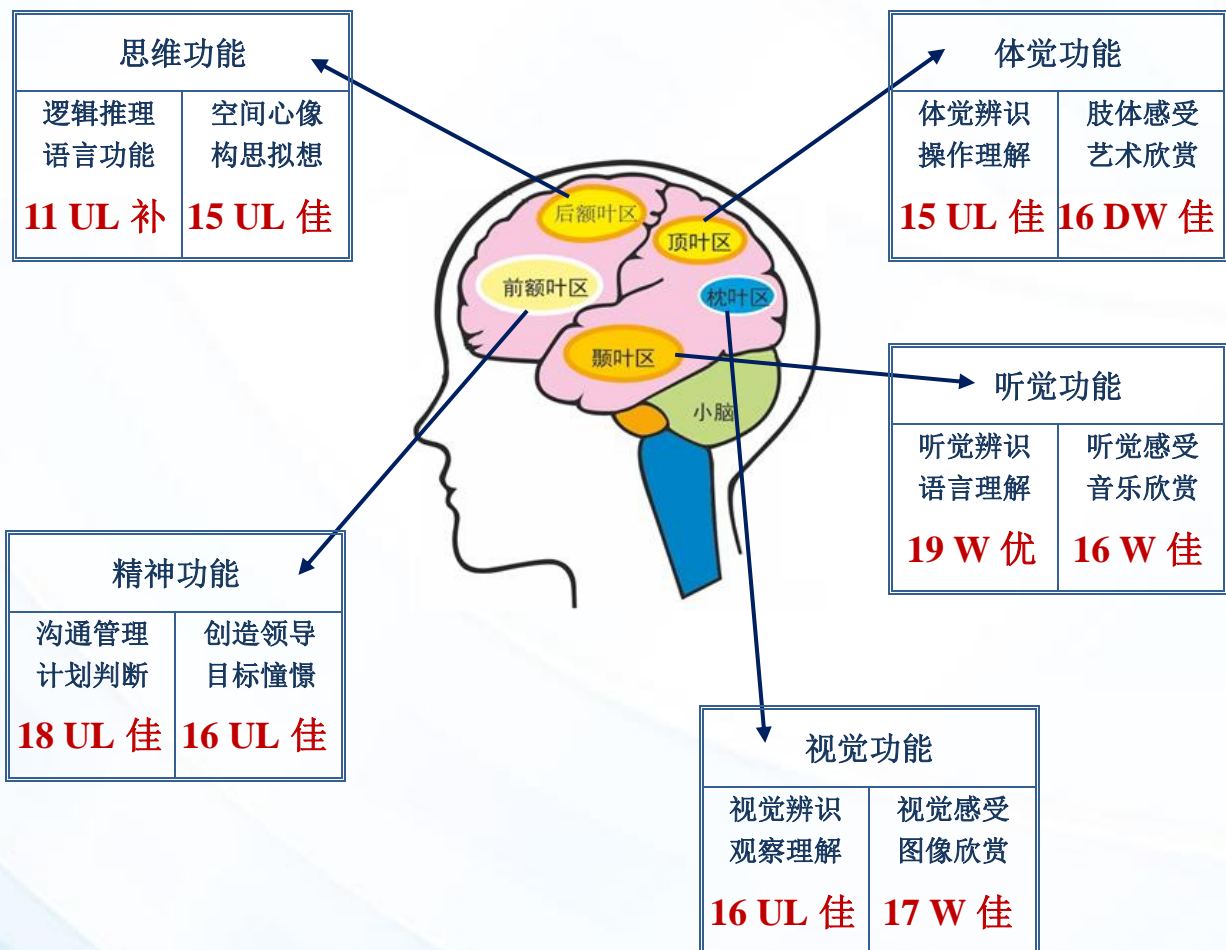 思维功能
逻辑推理
语言功能
11 UL 补
空间心像
构思拟想
15 UL 佳
体觉功能
体觉辨识
操作理解
15 UL 佳
肢体感受
艺术欣赏
16 DW 佳
后额叶区
顶叶区
前额叶区
枕叶区
颞叶区
小脑
听觉功能
听觉辨识
语言理解
19 W 优
听觉感受
音乐欣赏
16 W 佳
精神功能
沟通管理
计划判断
18 UL 佳
创造领导
目标憧憬
16 UL 佳
视觉功能
视觉辨识
观察理解
16 UL 佳
视觉感受
图像欣赏
17 W 佳